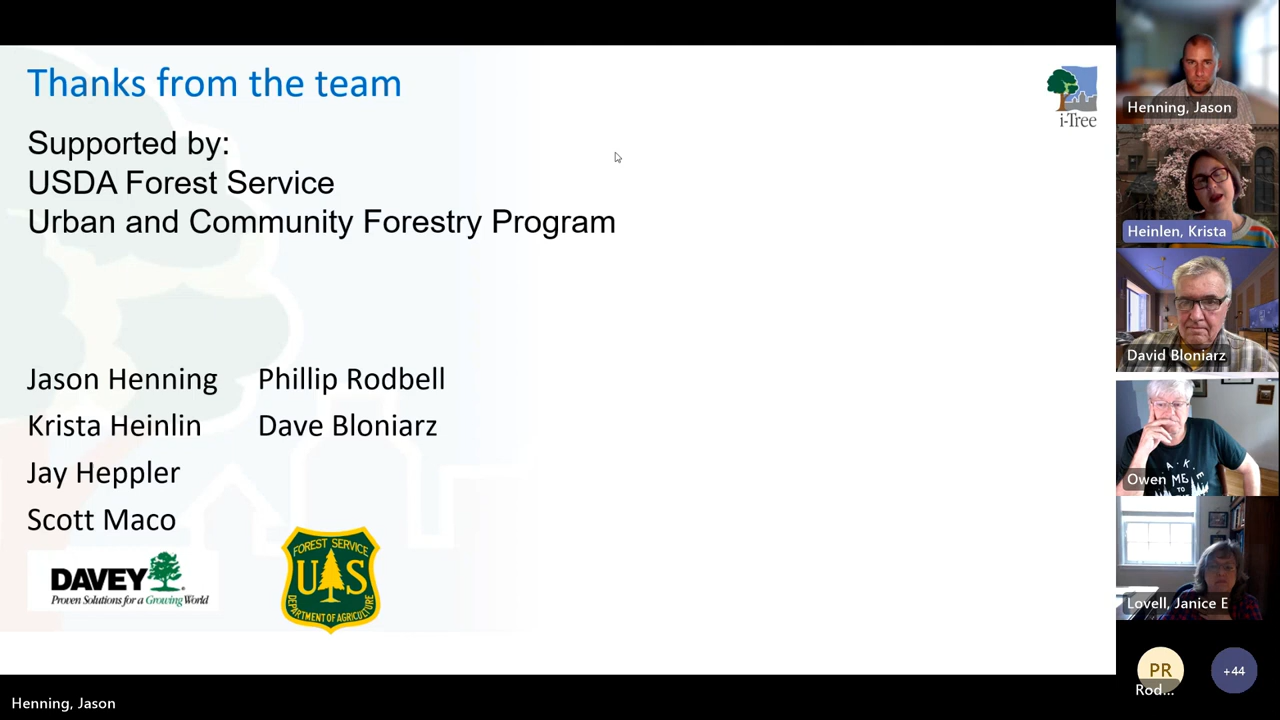 Thanks from the team
i-Tree
Supported by:
USDA Forest Service
Urban and Community Forestry Program
Jason Henning
Krista Heinlin
Jay Heppler
Scott Maco
Phillip Rodbell
Dave Bloniarz
DAVEY
Proven Solutions for a Growing World
FOREST SERVICE
U S
DEPARTMENT OF AGRICULTURE
Henning, Jason
Heinlen, Krista
David Bloniarz
Owen
ME
TO
Lovell, Janice E
PR
Rod...
+44
Henning, Jason